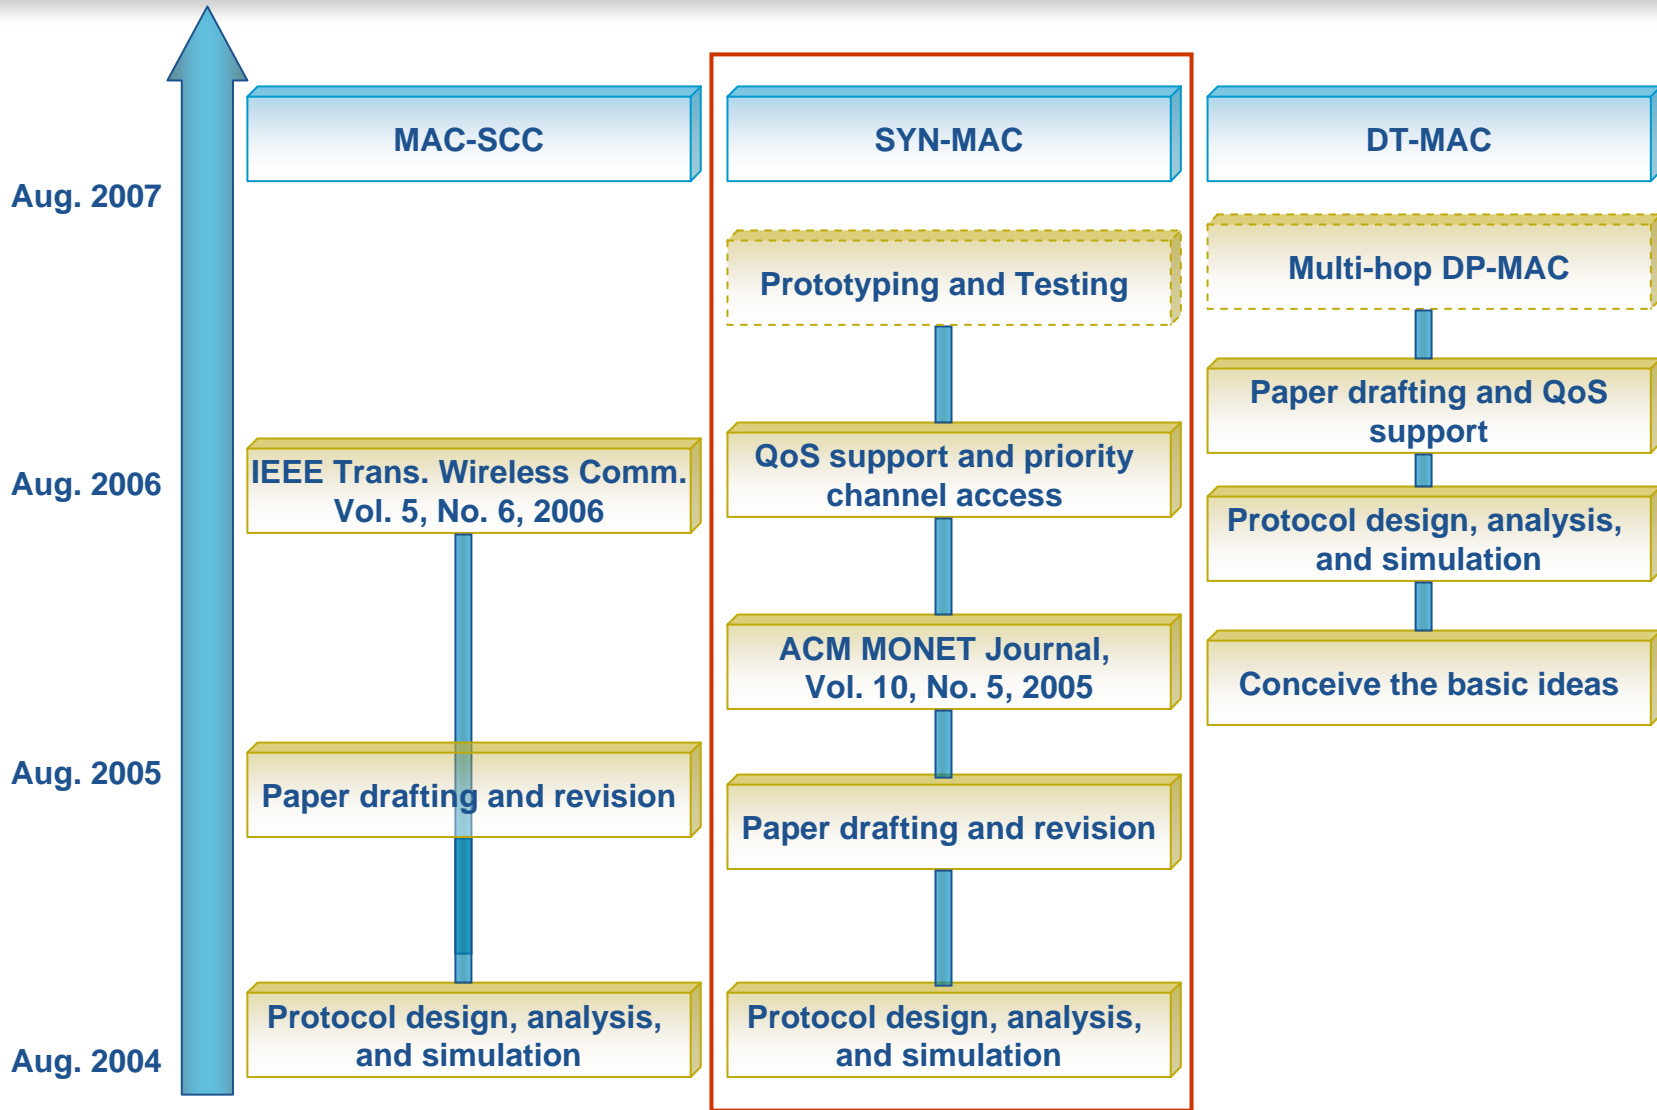 MAC-SCC
SYN-MAC
DT-MAC
Aug. 2007
Prototyping and Testing
Multi-hop DP-MAC
Paper drafting and QoS
support
Aug. 2006
IEEE Trans. Wireless Comm.
Vol. 5, No. 6, 2006
QoS support and priority
channel access
Protocol design, analysis,
and simulation
ACM MONET Journal,
Vol. 10, No. 5, 2005
Conceive the basic ideas
Aug. 2005
Paper drafting and revision
Paper drafting and revision
Aug. 2004
Protocol design, analysis,
and simulation
Protocol design, analysis,
and simulation